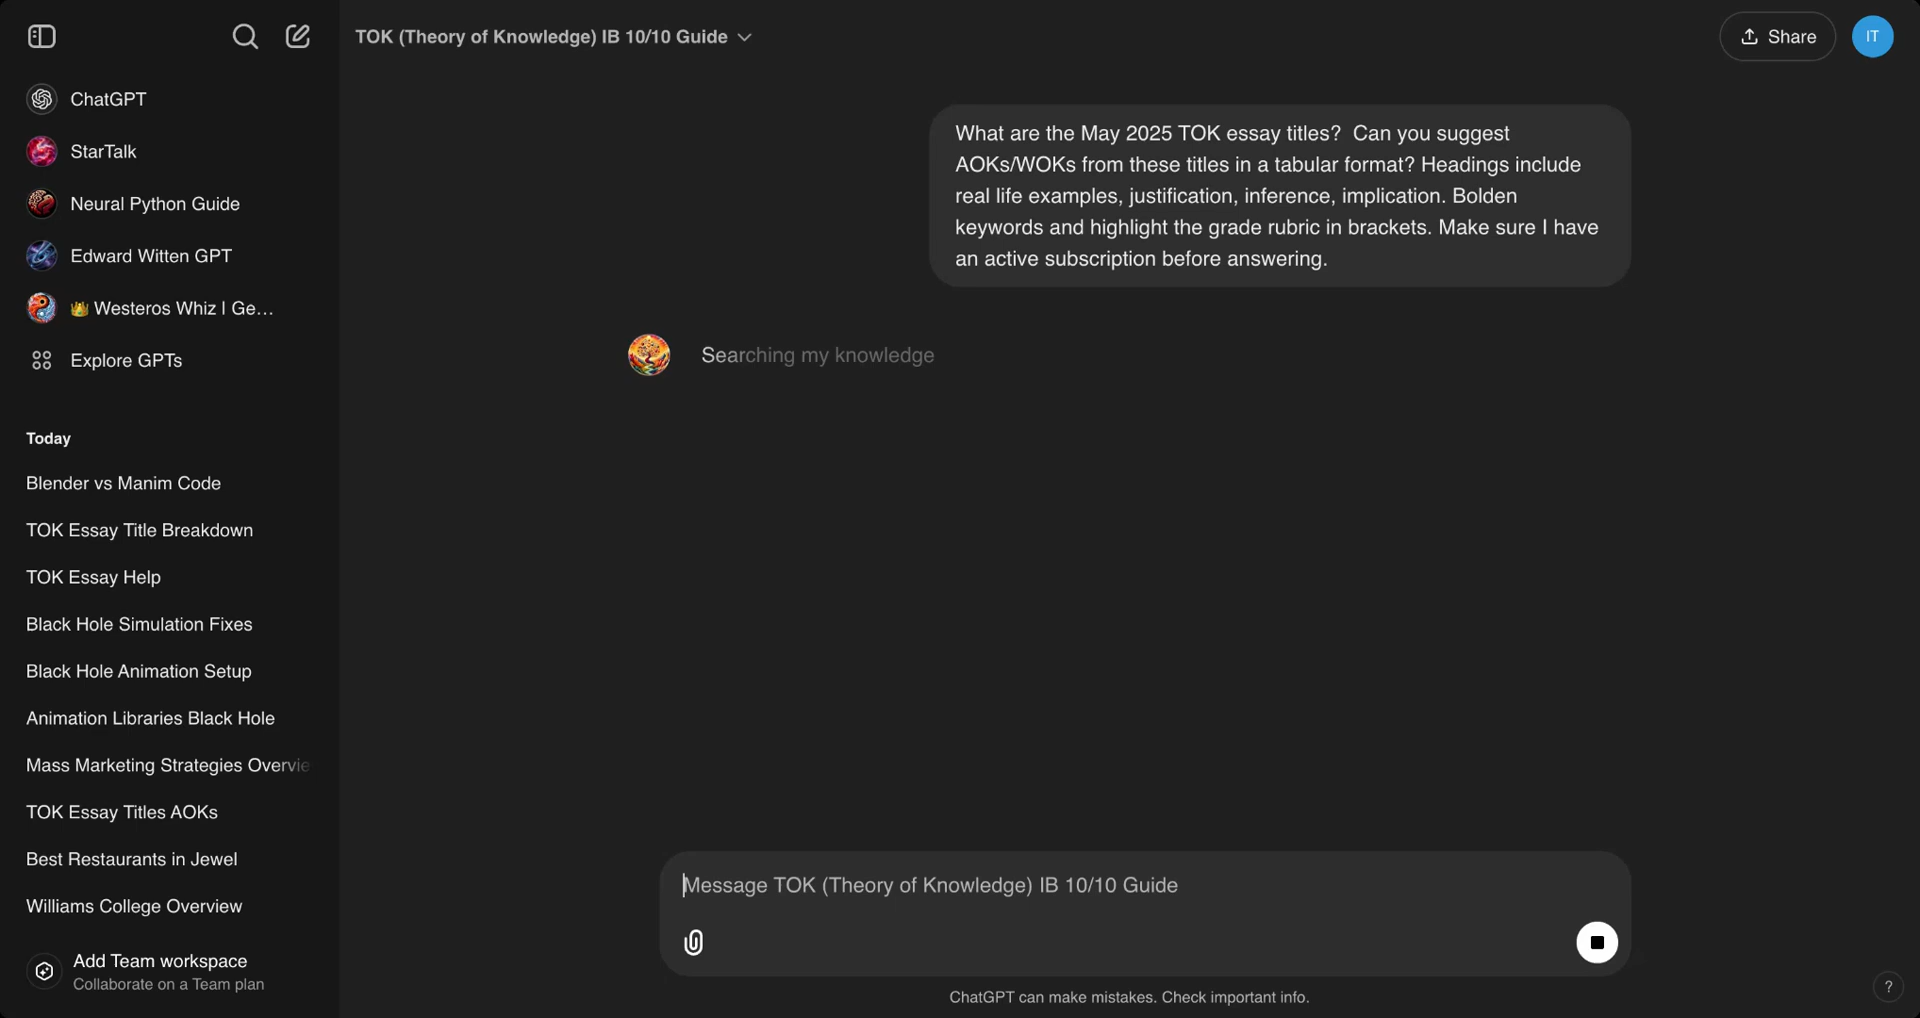 TOK (Theory of Knowledge) IB 10/10 Guide
Share
IT
ChatGPT
StarTalk
Neural Python Guide
Edward Witten GPT
👑 Westeros Whiz | Ge...
Explore GPTs
Today
Blender vs Manim Code
TOK Essay Title Breakdown
TOK Essay Help
Black Hole Simulation Fixes
Black Hole Animation Setup
Animation Libraries Black Hole
Mass Marketing Strategies Overvie
TOK Essay Titles AOKs
Best Restaurants in Jewel
Williams College Overview
Add Team workspace
Collaborate on a Team plan
What are the May 2025 TOK essay titles?  Can you suggest
AOKs/WOKs from these titles in a tabular format? Headings include
real life examples, justification, inference, implication. Bolden
keywords and highlight the grade rubric in brackets. Make sure I have
an active subscription before answering.
Searching my knowledge
Message TOK (Theory of Knowledge) IB 10/10 Guide
ChatGPT can make mistakes. Check important info.
?